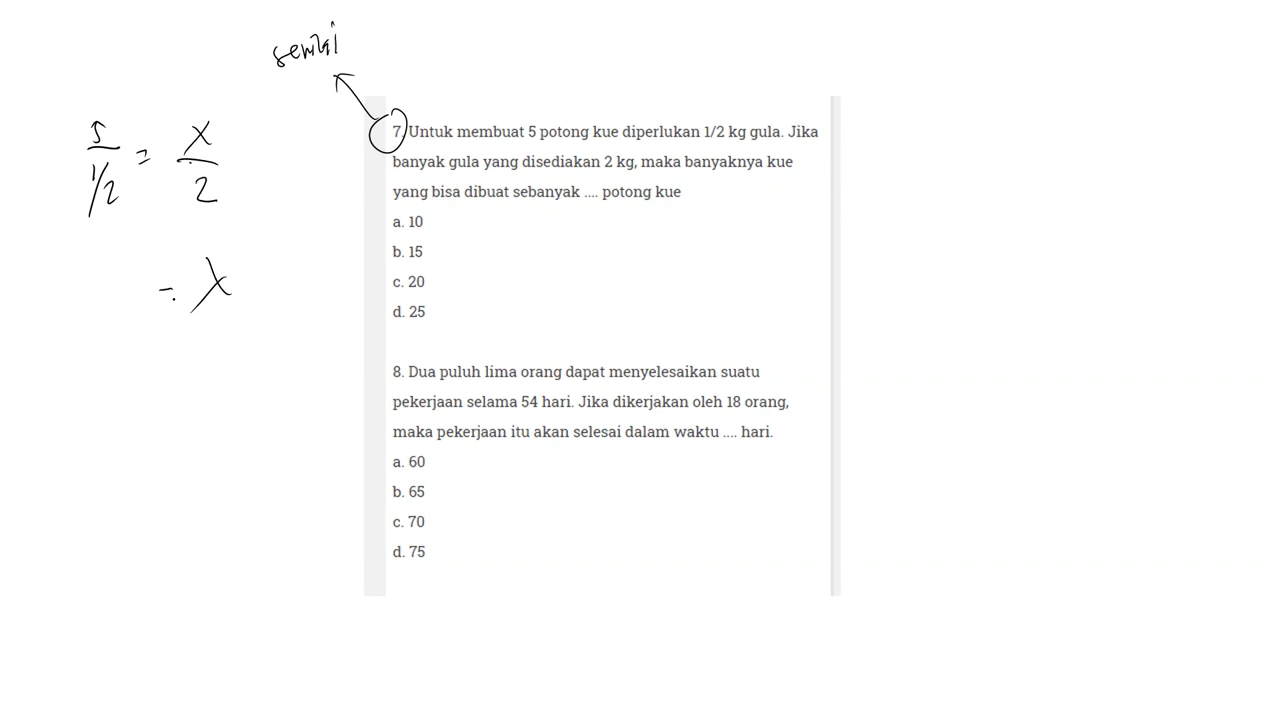 senilai
5/1/2 = x/2
= x
7. Untuk membuat 5 potong kue diperlukan 1/2 kg gula. Jika
banyak gula yang disediakan 2 kg, maka banyaknya kue
yang bisa dibuat sebanyak .... potong kue
a. 10
b. 15
c. 20
d. 25
8. Dua puluh lima orang dapat menyelesaikan suatu
pekerjaan selama 54 hari. Jika dikerjakan oleh 18 orang,
maka pekerjaan itu akan selesai dalam waktu .... hari.
a. 60
b. 65
c. 70
d. 75